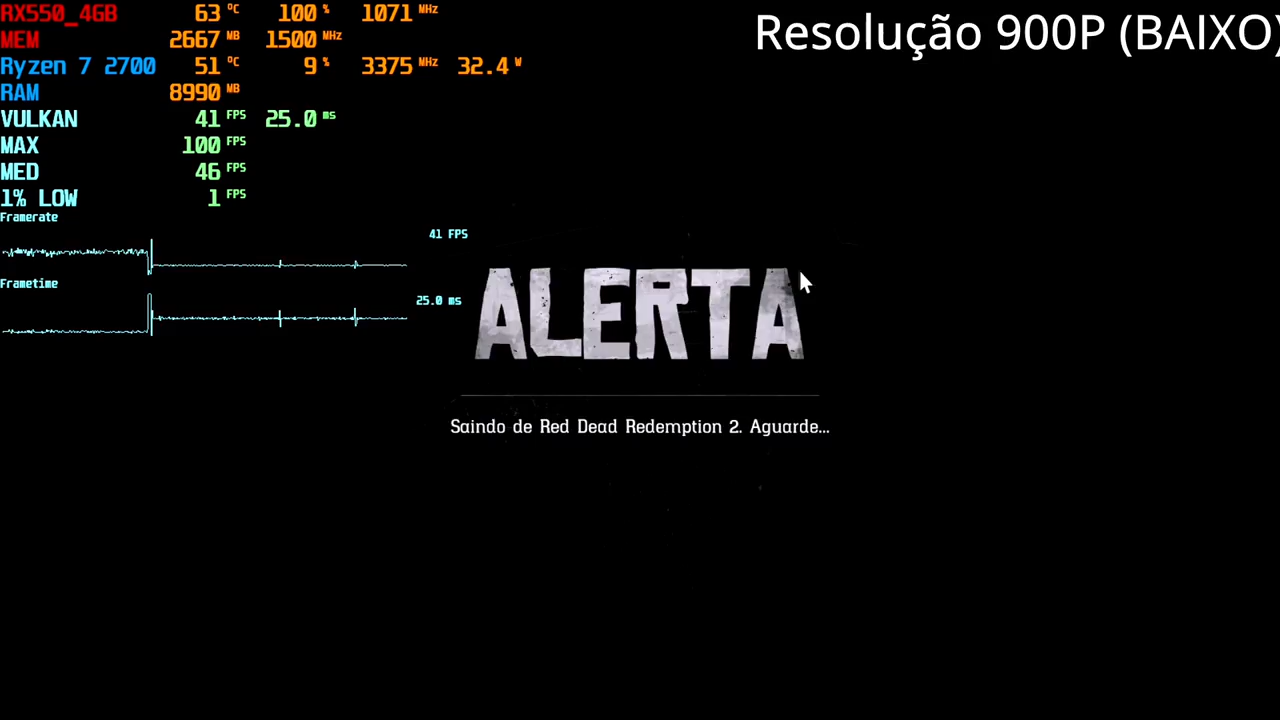 RX550_4GB 63 °C 100 % 1071 MHz
Resolução 900P (BAIXO)
MEM 2667 MB 1500 MHz
Ryzen 7 2700 51 °C 9 % 3375 MHz 32.4 W
RAM 8990 MB
VULKAN 41 FPS 25.0 ms
MAX 100 FPS
MED 46 FPS
1% LOW 1 FPS
Framerate
41 FPS
Frametime
25.0 ms
ALERTA
Saindo de Red Dead Redemption 2. Aguarde...